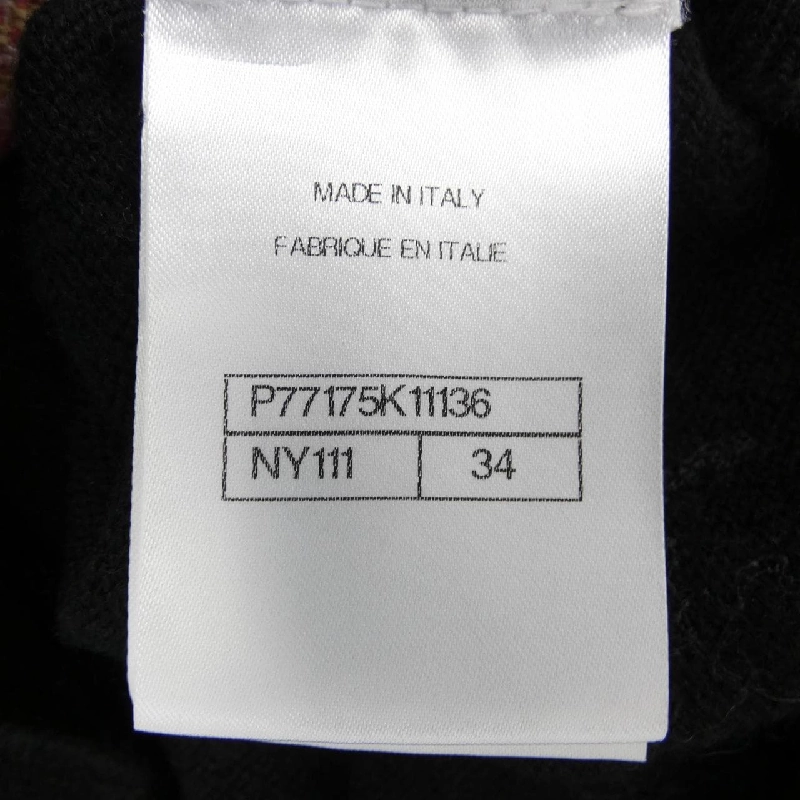 MADE IN ITALY
FABRIQUE EN ITALIE
P77175K11136
NY111 34